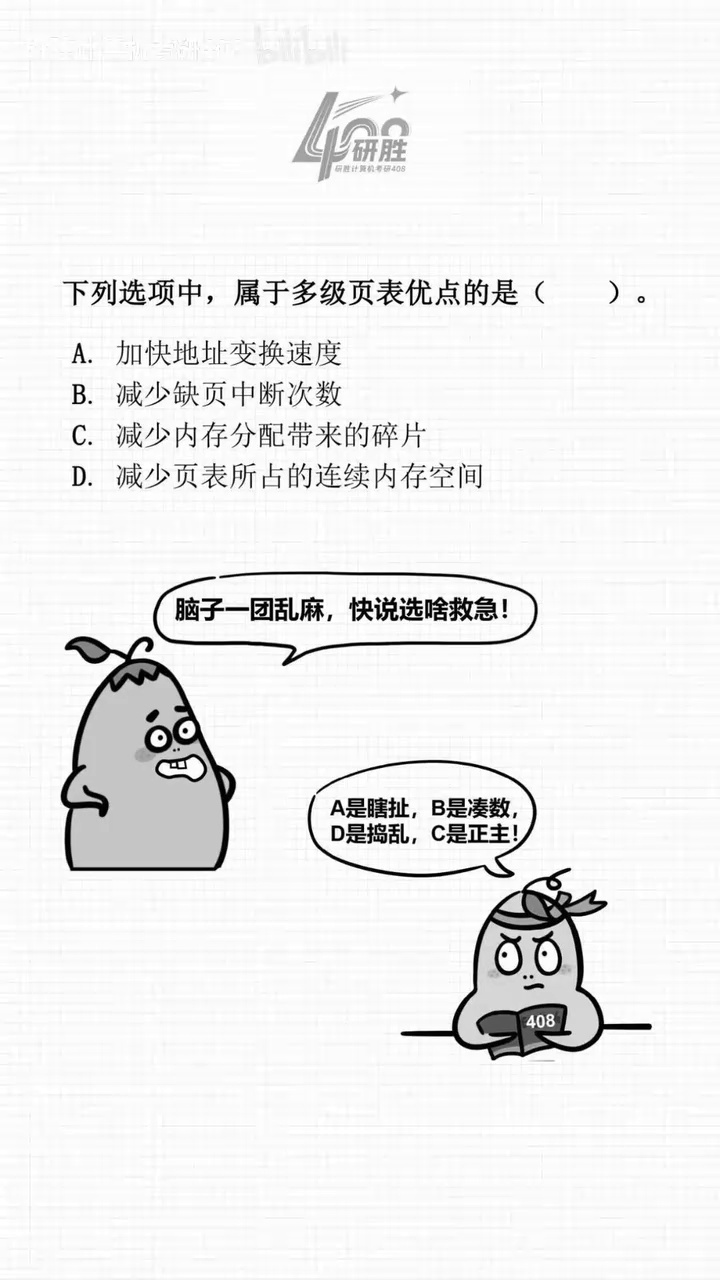 研胜
研胜计算机考研408
下列选项中，属于多级页表优点的是（　　）。
A. 加快地址变换速度
B. 减少缺页中断次数
C. 减少内存分配带来的碎片
D. 减少页表所占的连续内存空间
脑子一团乱麻，快说选啥救急！
A是瞎扯，B是凑数，
D是捣乱，C是正主！
408